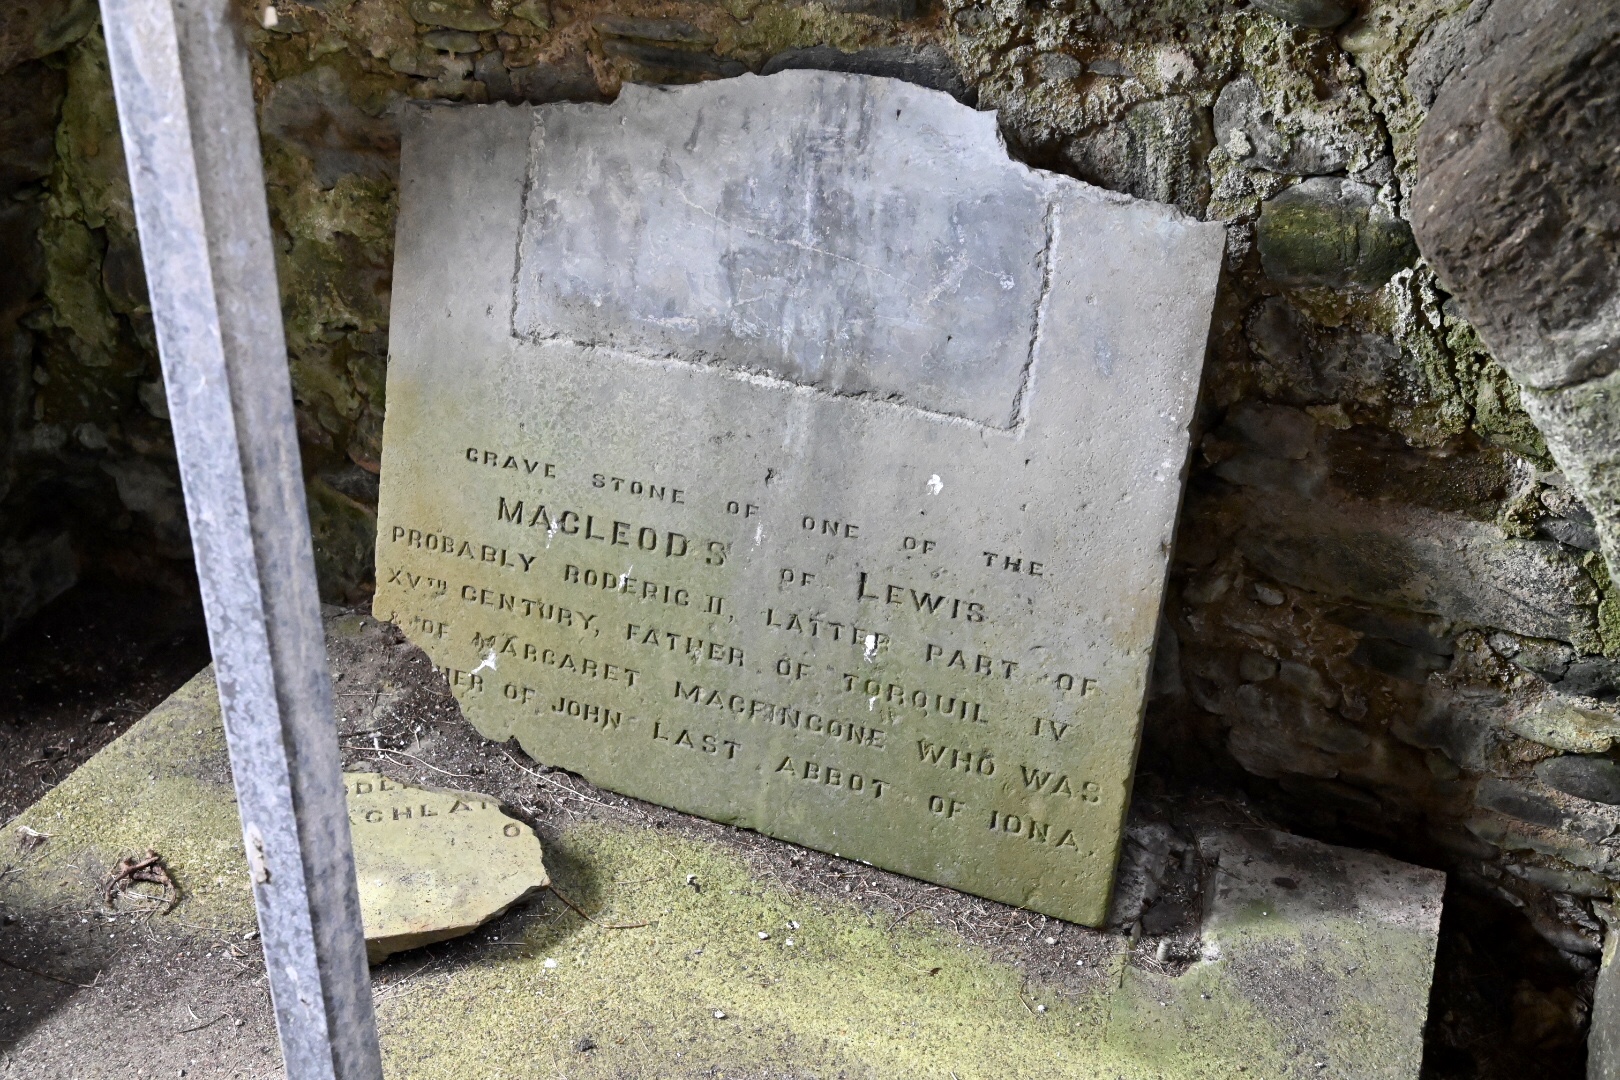 GRAVE STONE OF ONE OF THE
MACLEODS OF LEWIS
PROBABLY RODERIC II, LATTER PART OF
XVTH CENTURY, FATHER OF TORQUIL IV
& OF MARGARET MACFINGONE WHO WAS
HER OF JOHN LAST ABBOT OF IONA.
O